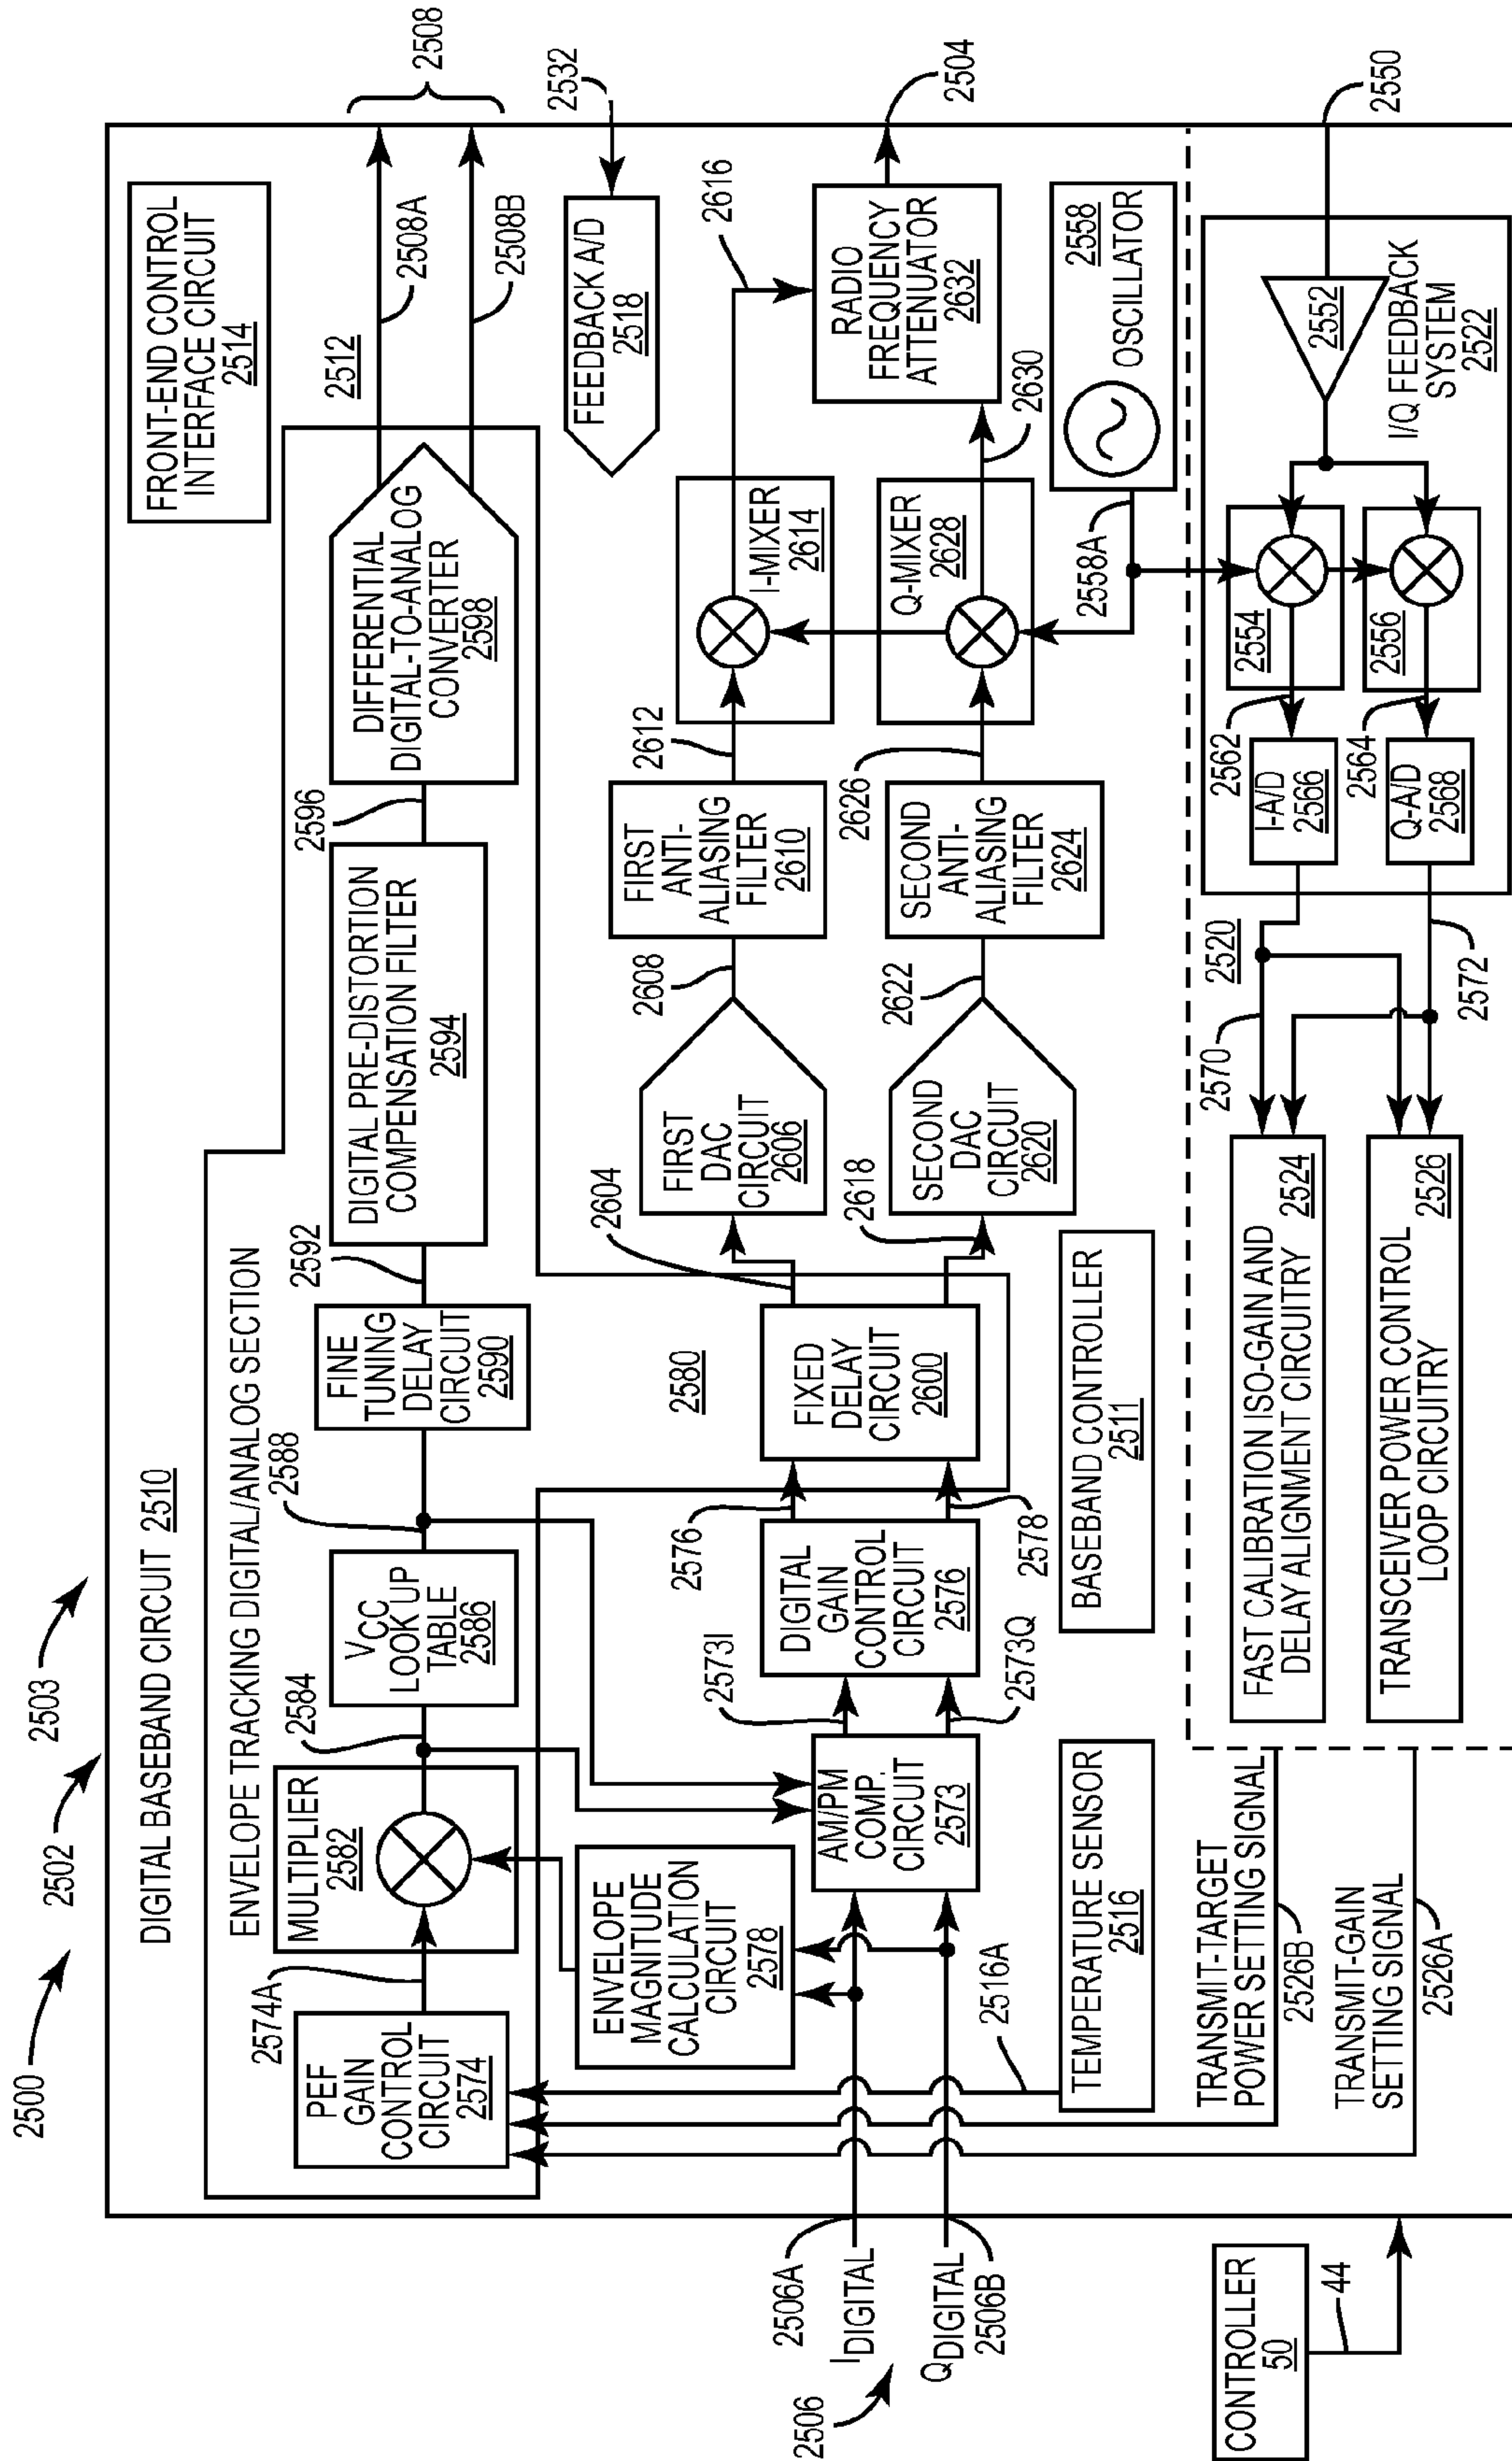 2500
2502
2503
DIGITAL BASEBAND CIRCUIT 2510
ENVELOPE TRACKING DIGITAL/ANALOG SECTION
FRONT-END CONTROL
INTERFACE CIRCUIT
2514
PEF
GAIN
CONTROL
CIRCUIT
2574
2574A
MULTIPLIER
2582
2584
VCC
LOOK UP
TABLE
2586
2588
FINE
TUNING
DELAY
CIRCUIT
2590
2592
DIGITAL PRE-DISTORTION
COMPENSATION FILTER
2594
2596
DIFFERENTIAL
DIGITAL-TO-ANALOG
CONVERTER
2598
2512
2508A
2508B
2508
2532
FEEDBACK A/D
2518
ENVELOPE
MAGNITUDE
CALCULATION
CIRCUIT
2578
2506
2506A
IDIGITAL
QDIGITAL
2506B
AM/PM
COMP.
CIRCUIT
2573
2573I
2573Q
DIGITAL
GAIN
CONTROL
CIRCUIT
2576
2576
2578
2580
FIXED
DELAY
CIRCUIT
2600
2604
2618
FIRST
DAC
CIRCUIT
2606
2608
FIRST
ANTI-
ALIASING
FILTER
2610
2612
I-MIXER
2614
2616
SECOND
DAC
CIRCUIT
2620
2622
SECOND
ANTI-
ALIASING
FILTER
2624
2626
Q-MIXER
2628
2630
RADIO
FREQUENCY
ATTENUATOR
2632
2504
2516A
TEMPERATURE SENSOR
2516
BASEBAND CONTROLLER
2511
2558A
2558
OSCILLATOR
TRANSMIT-TARGET
POWER SETTING SIGNAL
2526B
TRANSMIT-GAIN
SETTING SIGNAL
2526A
FAST CALIBRATION ISO-GAIN AND
DELAY ALIGNMENT CIRCUITRY 2524
TRANSCEIVER POWER CONTROL 2526
LOOP CIRCUITRY
2570
2520
2572
2562
I-A/D
2566
2564
Q-A/D
2568
2554
2556
2552
I/Q FEEDBACK
SYSTEM
2522
2550
CONTROLLER
50
44